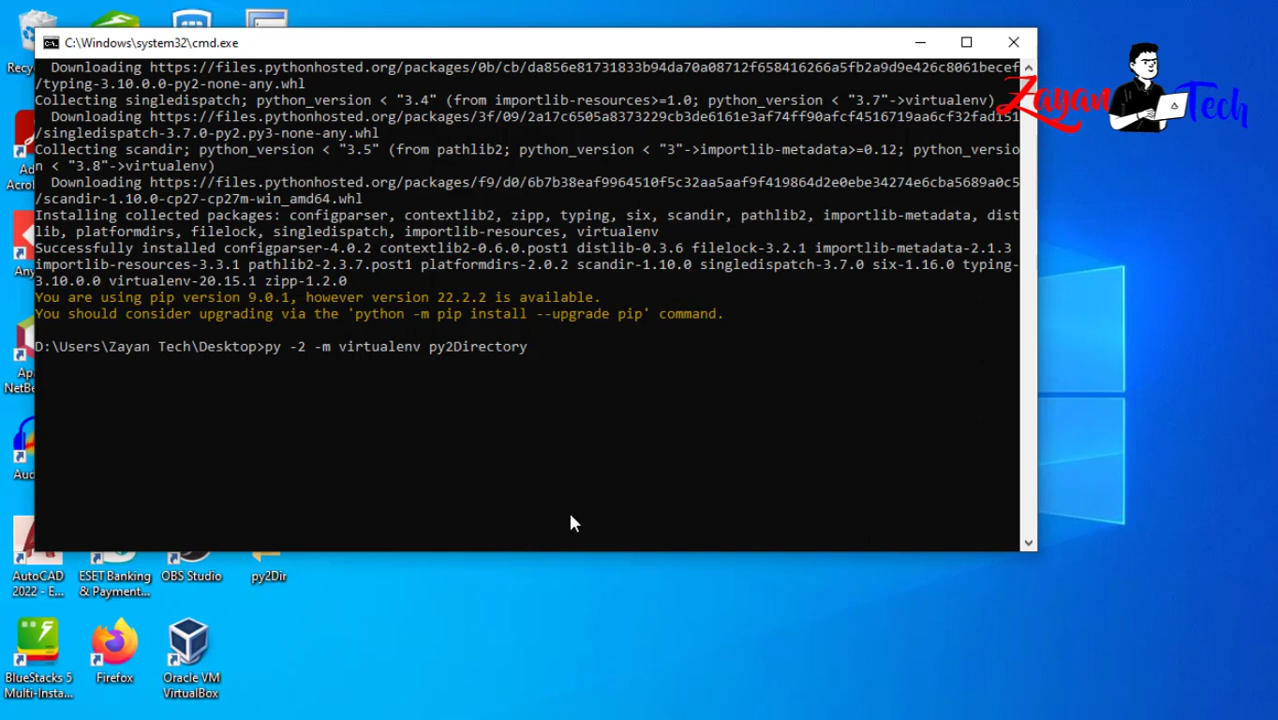 C:\Windows\system32\cmd.exe
Downloading https://files.pythonhosted.org/packages/0b/cb/da856e81731833b94da70a08712f658416266a5fb2a9d9e426c8061becef
/typing-3.10.0.0-py2-none-any.whl
Collecting singledispatch; python_version < "3.4" (from importlib-resources>=1.0; python_version < "3.7"->virtualenv)
Downloading https://files.pythonhosted.org/packages/3f/09/2a17c6505a8373229cb3de6161e3af74ff90afcf4516719aa6cf32fad151
/singledispatch-3.7.0-py2.py3-none-any.whl
Collecting scandir; python_version < "3.5" (from pathlib2; python_version < "3"->importlib-metadata>=0.12; python_versio
n < "3.8"->virtualenv)
Downloading https://files.pythonhosted.org/packages/f9/d0/6b7b38eaf9964510f5c32aa5aaf9f419864d2e0ebe34274e6cba5689a0c5
/scandir-1.10.0-cp27-cp27m-win_amd64.whl
Installing collected packages: configparser, contextlib2, zipp, typing, six, scandir, pathlib2, importlib-metadata, dist
lib, platformdirs, filelock, singledispatch, importlib-resources, virtualenv
Successfully installed configparser-4.0.2 contextlib2-0.6.0.post1 distlib-0.3.6 filelock-3.2.1 importlib-metadata-2.1.3
importlib-resources-3.3.1 pathlib2-2.3.7.post1 platformdirs-2.0.2 scandir-1.10.0 singledispatch-3.7.0 six-1.16.0 typing-
3.10.0.0 virtualenv-20.15.1 zipp-1.2.0
You are using pip version 9.0.1, however version 22.2.2 is available.
You should consider upgrading via the 'python -m pip install --upgrade pip' command.
D:\Users\Zayan Tech\Desktop>py -2 -m virtualenv py2Directory
Zayan Tech
Recy
Ad
Acro
Any
Ap
NetBe
Aud
AutoCAD
2022 - E...
ESET Banking
& Payment...
OBS Studio
py2Dir
BlueStacks 5
Multi-Insta...
Firefox
Oracle VM
VirtualBox